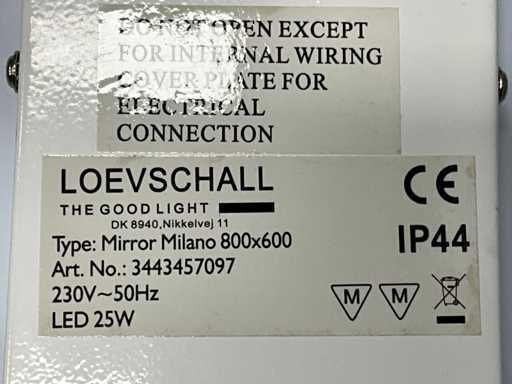 DO NOT OPEN EXCEPT
FOR INTERNAL WIRING
COVER PLATE FOR
ELECTRICAL
CONNECTION
LOEVSCHALL
THE GOOD LIGHT
DK 8940, Nikkelvej 11
Type: Mirror Milano 800x600
Art. No.: 3443457097
230V~50Hz
LED 25W
CE
IP44
M M